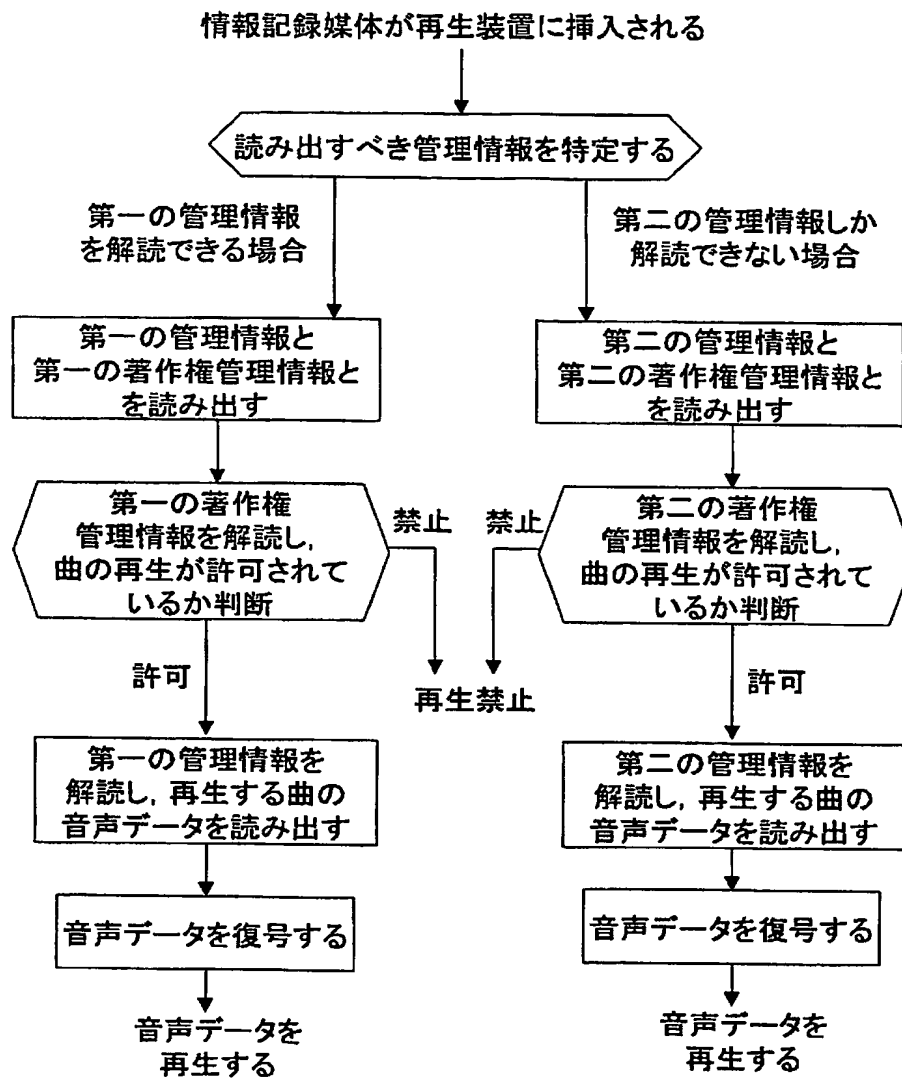 情報記録媒体が再生装置に挿入される
読み出すべき管理情報を特定する
第一の管理情報
を解読できる場合
第二の管理情報しか
解読できない場合
第一の管理情報と
第一の著作権管理情報と
を読み出す
第二の管理情報と
第二の著作権管理情報と
を読み出す
第一の著作権
管理情報を解読し,
曲の再生が許可されて
いるか判断
禁止
禁止
第二の著作権
管理情報を解読し,
曲の再生が許可されて
いるか判断
許可
再生禁止
許可
第一の管理情報を
解読し, 再生する曲の
音声データを読み出す
第二の管理情報を
解読し, 再生する曲の
音声データを読み出す
音声データを復号する
音声データを復号する
音声データを
再生する
音声データを
再生する